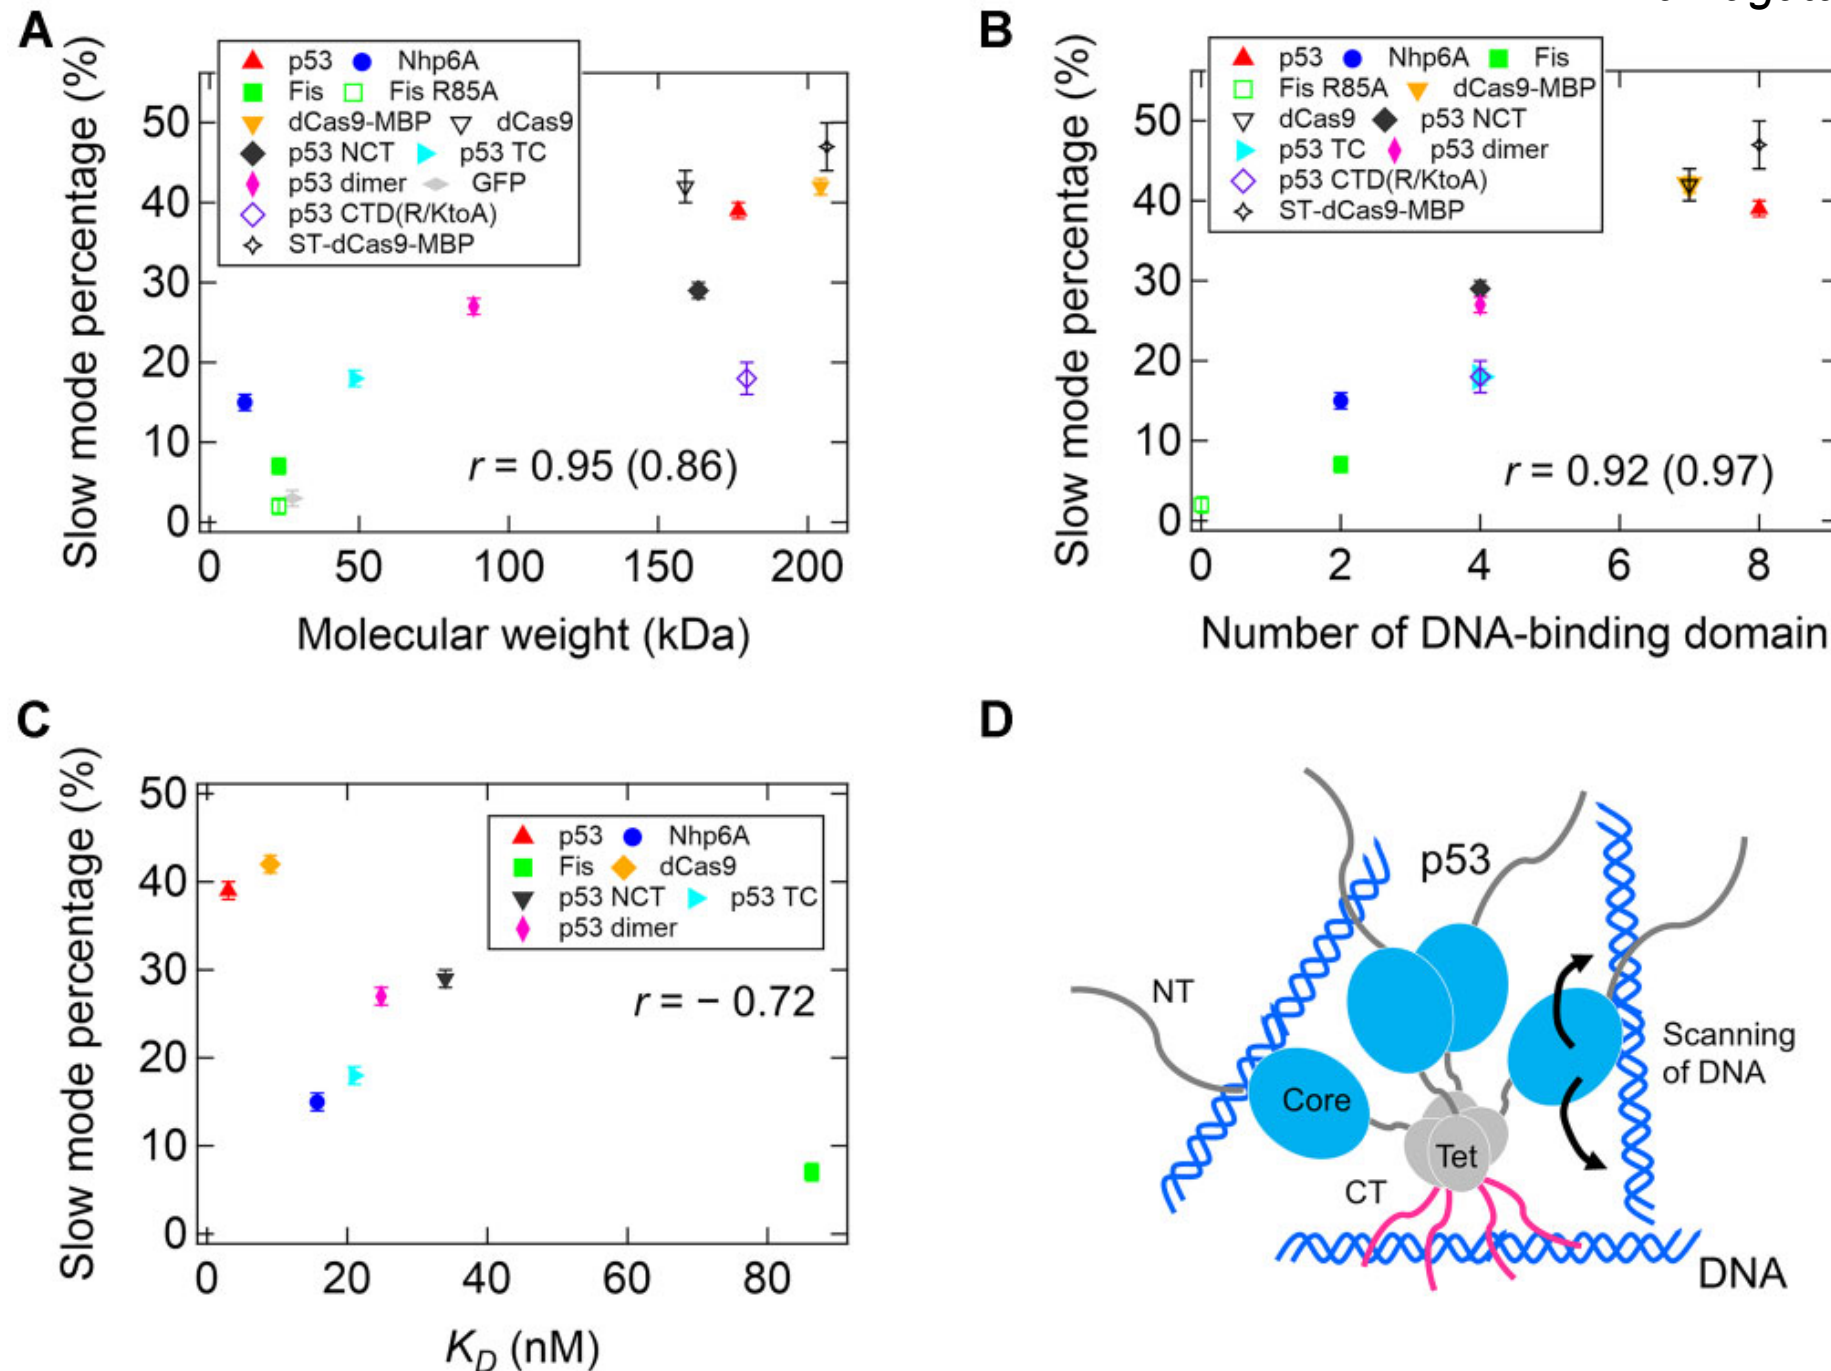 A
Slow mode percentage (%)
p53 Nhp6A
Fis Fis R85A
dCas9-MBP dCas9
p53 NCT p53 TC
p53 dimer GFP
p53 CTD(R/KtoA)
ST-dCas9-MBP
50
40
30
20
10
0
r = 0.95 (0.86)
0 50 100 150 200
Molecular weight (kDa)
B
Slow mode percentage (%)
p53 Nhp6A Fis
Fis R85A dCas9-MBP
dCas9 p53 NCT
p53 TC p53 dimer
p53 CTD(R/KtoA)
ST-dCas9-MBP
50
40
30
20
10
0
r = 0.92 (0.97)
0 2 4 6 8
Number of DNA-binding domain
C
Slow mode percentage (%)
50
40
30
20
10
0
p53 Nhp6A
Fis dCas9
p53 NCT p53 TC
p53 dimer
r = − 0.72
0 20 40 60 80
K_D (nM)
D
p53
NT
Scanning
of DNA
Core
Tet
CT
DNA